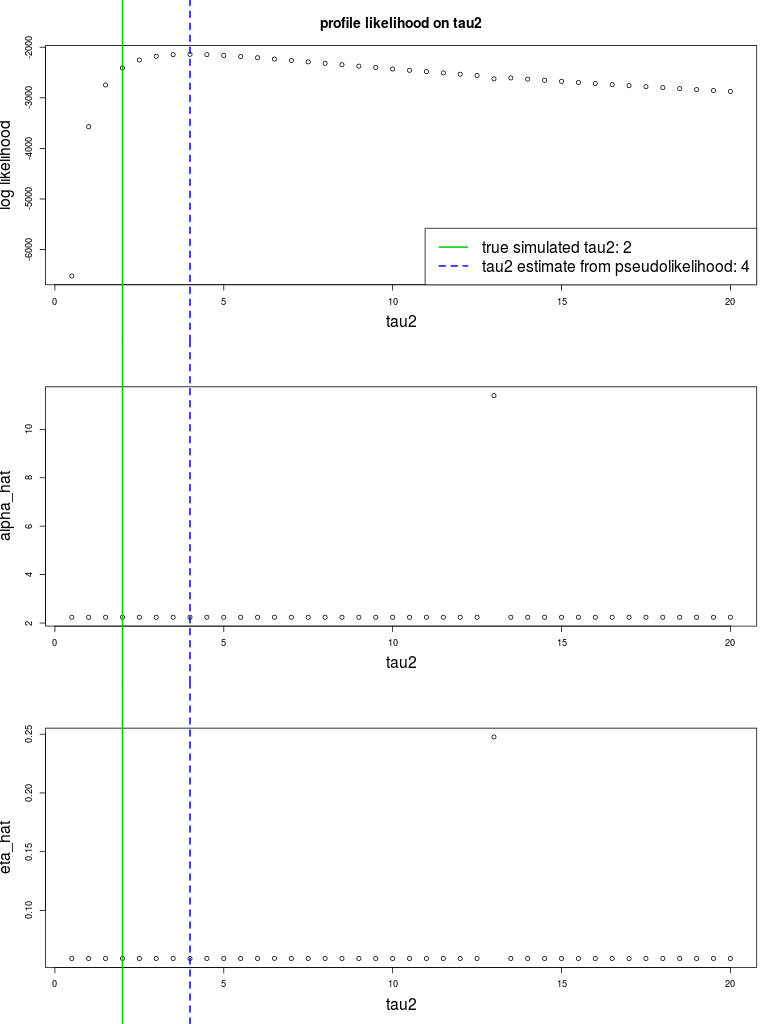 profile likelihood on tau2
log likelihood
-2000
-3000
-4000
-5000
-6000
true simulated tau2: 2
tau2 estimate from pseudolikelihood: 4
0 5 10 15 20
tau2
alpha_hat
10
8
6
4
2
0 5 10 15 20
tau2
eta_hat
0.25
0.20
0.15
0.10
0 5 10 15 20
tau2